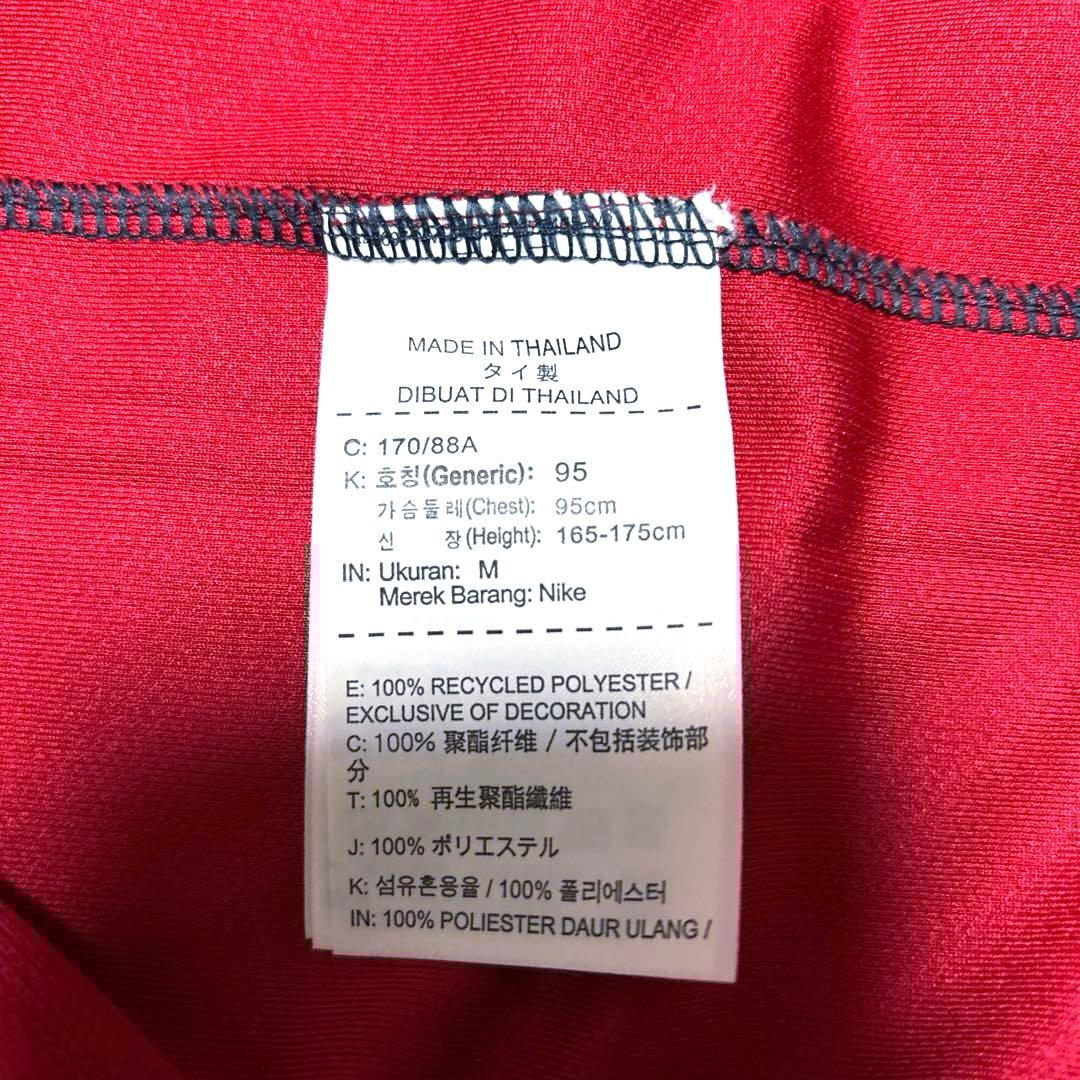 MADE IN THAILAND
タイ製
DIBUAT DI THAILAND
C: 170/88A
K: 호칭(Generic): 95
가슴둘레(Chest): 95cm
신 장(Height): 165-175cm
IN: Ukuran: M
Merek Barang: Nike
E: 100% RECYCLED POLYESTER /
EXCLUSIVE OF DECORATION
C: 100% 聚酯纤维 / 不包括装饰部
分
T: 100% 再生聚酯纖維
J: 100% ポリエステル
K: 섬유혼용율 / 100% 폴리에스터
IN: 100% POLIESTER DAUR ULANG /